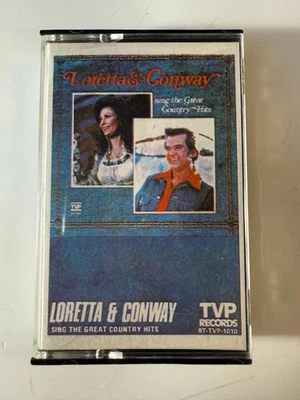 Loretta & Conway
sing the Great
Country Hits
TVP
LORETTA & CONWAY
SING THE GREAT COUNTRY HITS
TVP
RECORDS
8T-TVP-1010